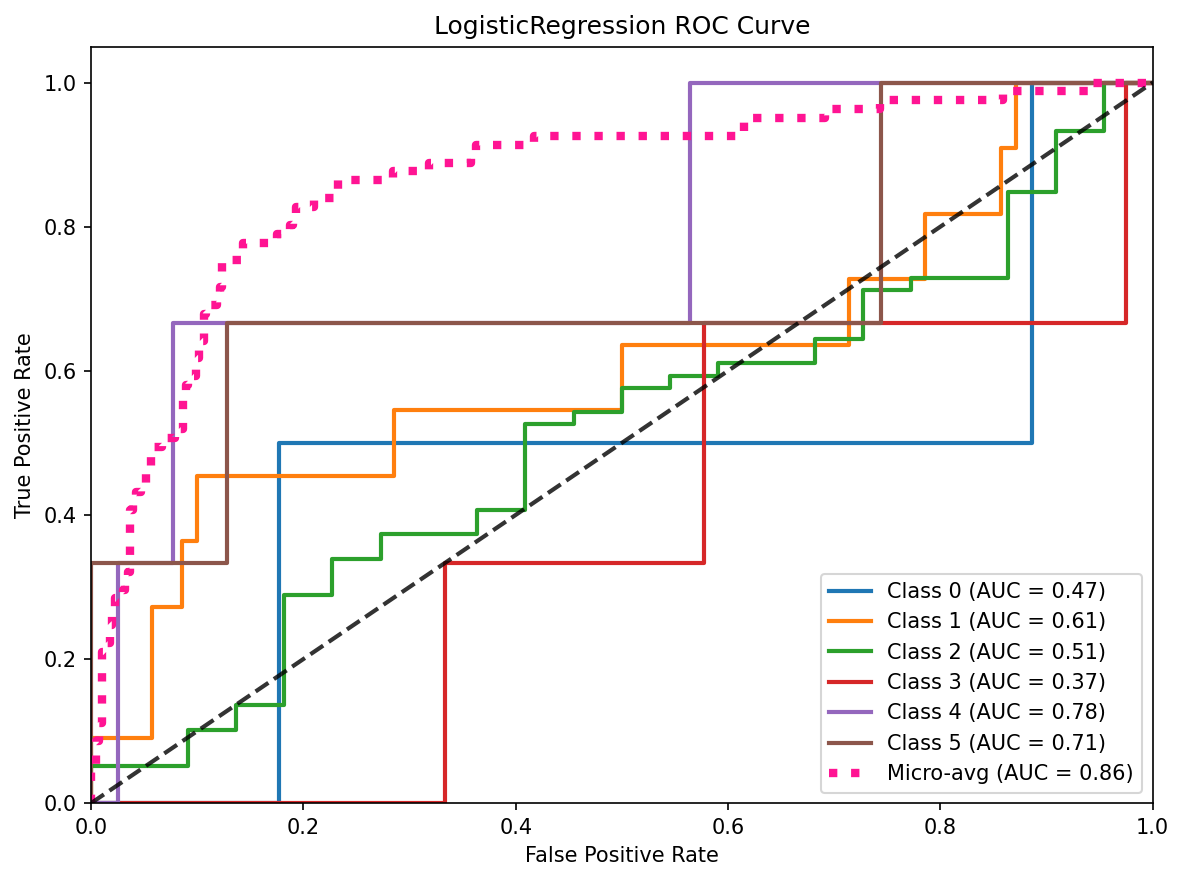 LogisticRegression ROC Curve
True Positive Rate
1.0
0.8
0.6
0.4
0.2
0.0
0.0 0.2 0.4 0.6 0.8 1.0
False Positive Rate
Class 0 (AUC = 0.47)
Class 1 (AUC = 0.61)
Class 2 (AUC = 0.51)
Class 3 (AUC = 0.37)
Class 4 (AUC = 0.78)
Class 5 (AUC = 0.71)
Micro-avg (AUC = 0.86)